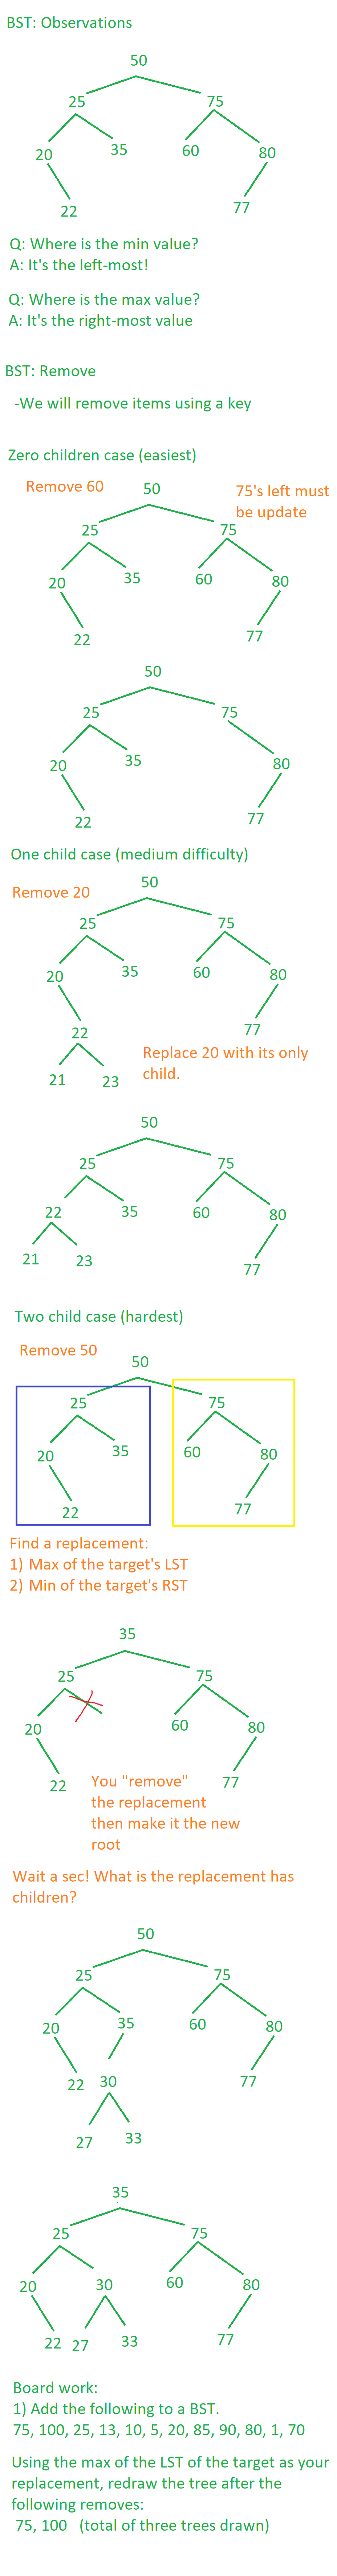 BST: Observations
50
25 75
20 35 60 80
22 77
Q: Where is the min value?
A: It's the left-most!
Q: Where is the max value?
A: It's the right-most value
BST: Remove
-We will remove items using a key
Zero children case (easiest)
Remove 60
50
75's left must
be update
25 75
20 35 60 80
22 77
50
25 75
20 35 80
22 77
One child case (medium difficulty)
Remove 20
50
25 75
20 35 60 80
22 77
21 23
Replace 20 with its only
child.
50
25 75
22 35 60 80
21 23 77
Two child case (hardest)
Remove 50
50
25 75
20 35 60 80
22 77
Find a replacement:
1) Max of the target's LST
2) Min of the target's RST
35
25 75
20 60 80
22 77
You "remove"
the replacement
then make it the new
root
Wait a sec! What is the replacement has
children?
50
25 75
20 35 60 80
22 30 77
27 33
35
25 75
20 30 60 80
22 27 33 77
Board work:
1) Add the following to a BST.
75, 100, 25, 13, 10, 5, 20, 85, 90, 80, 1, 70
Using the max of the LST of the target as your
replacement, redraw the tree after the
following removes:
75, 100 (total of three trees drawn)